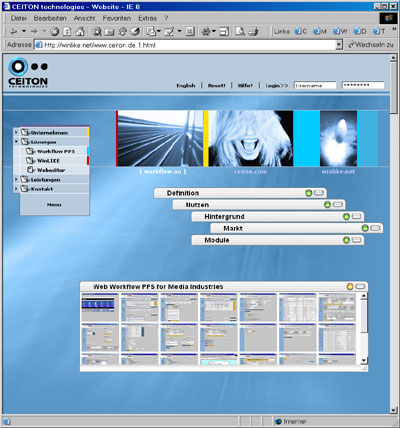 CEITON technologies - Website - IE 6
Datei Bearbeiten Ansicht Favoriten Extras ? Links C M D W T
Adresse http://winlike.net/www.ceiton.de.1.html Wechseln zu
CEITON
TECHNOLOGIES
English | Reset! | Hilfe? | Login>> Username ********
Unternehmen
Lösungen
Workflow PPS
WinLIKE
Webeditor
Leistungen
Kontakt
Menu
[ workflow.ac ] ceiton.com winlike.net
Definition
Nutzen
Hintergrund
Markt
Module
Web Workflow PPS for Media Industries
Internet